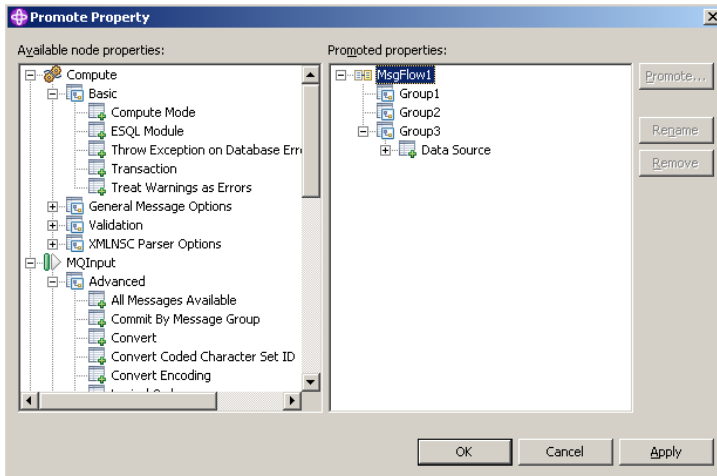 Promote Property
Available node properties:
Compute
Basic
Compute Mode
ESQL Module
Throw Exception on Database
Transaction
Treat Warnings as Errors
General Message Options
Validation
XMLNSC Parser Options
MQInput
Advanced
All Messages Available
Commit By Message Group
Convert
Convert Coded Character Set ID
Convert Encoding
Promoted properties:
MsgFlow1
Group1
Group2
Group3
Data Source
Promote...
Rename
Remove
OK Cancel Apply